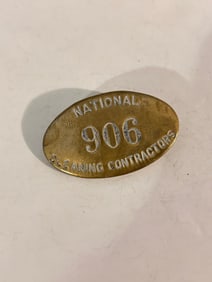 NATIONAL
906
CLEANING CONTRACTORS